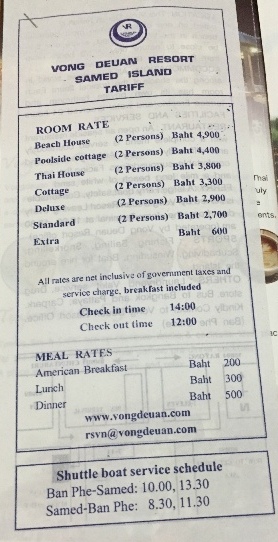 VR
VONG DEUAN RESORT
SAMED ISLAND
TARIFF
ROOM RATE
Beach House (2 Persons) Baht 4,900
Poolside cottage (2 Persons) Baht 4,400
Thai House (2 Persons) Baht 3,800
Cottage (2 Persons) Baht 3,300
Deluxe (2 Persons) Baht 2,900
Standard (2 Persons) Baht 2,700
Extra Baht 600
All rates are net inclusive of government taxes and
service charge, breakfast included
Check in time 14:00
Check out time 12:00
MEAL RATES
American Breakfast Baht 200
Lunch Baht 300
Dinner Baht 500
www.vongdeuan.com
rsvn@vongdeuan.com
Shuttle boat service schedule
Ban Phe-Samed: 10.00, 13.30
Samed-Ban Phe: 8.30, 11.30